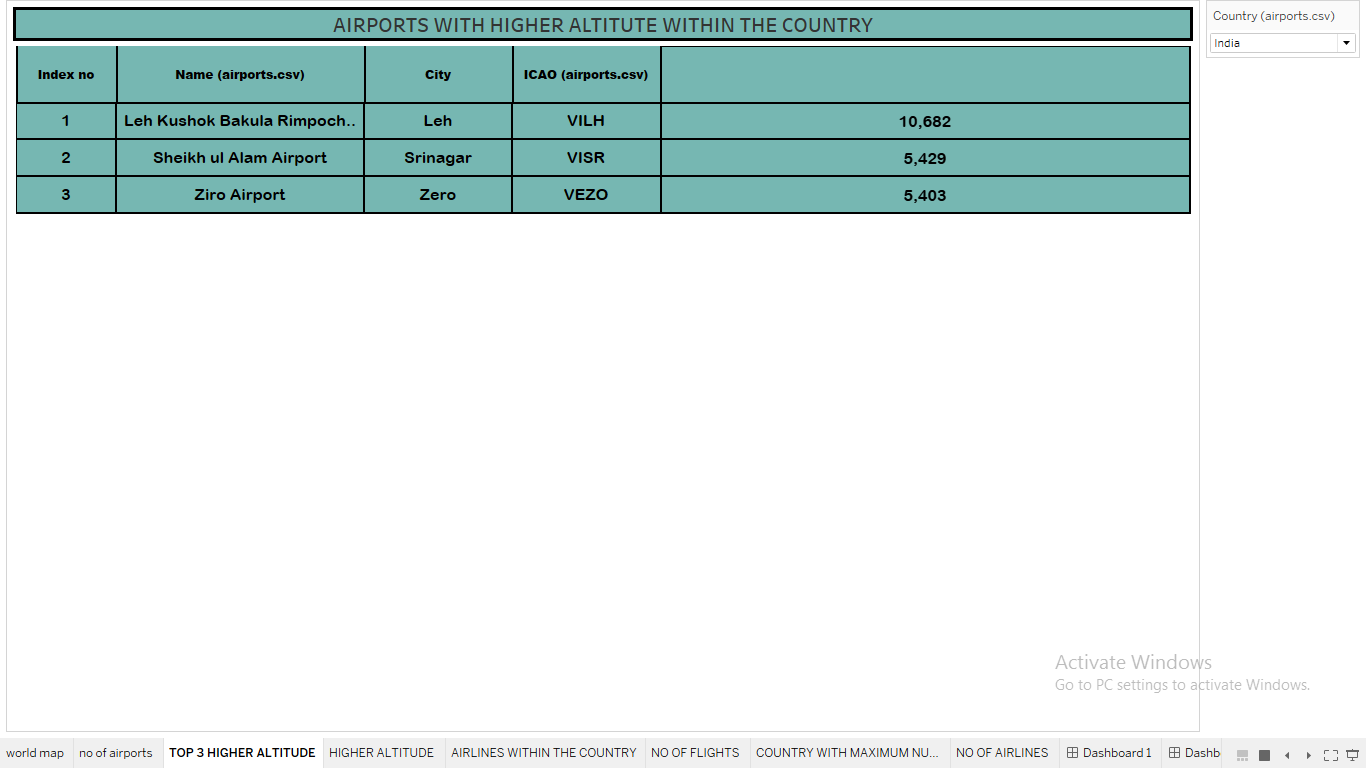 AIRPORTS WITH HIGHER ALTITUTE WITHIN THE COUNTRY
Country (airports.csv)
India
Index no Name (airports.csv) City ICAO (airports.csv)
1 Leh Kushok Bakula Rimpoch.. Leh VILH 10,682
2 Sheikh ul Alam Airport Srinagar VISR 5,429
3 Ziro Airport Zero VEZO 5,403
Activate Windows
Go to PC settings to activate Windows.
world map no of airports TOP 3 HIGHER ALTITUDE HIGHER ALTITUDE AIRLINES WITHIN THE COUNTRY NO OF FLIGHTS COUNTRY WITH MAXIMUM NU... NO OF AIRLINES Dashboard 1 Dashb